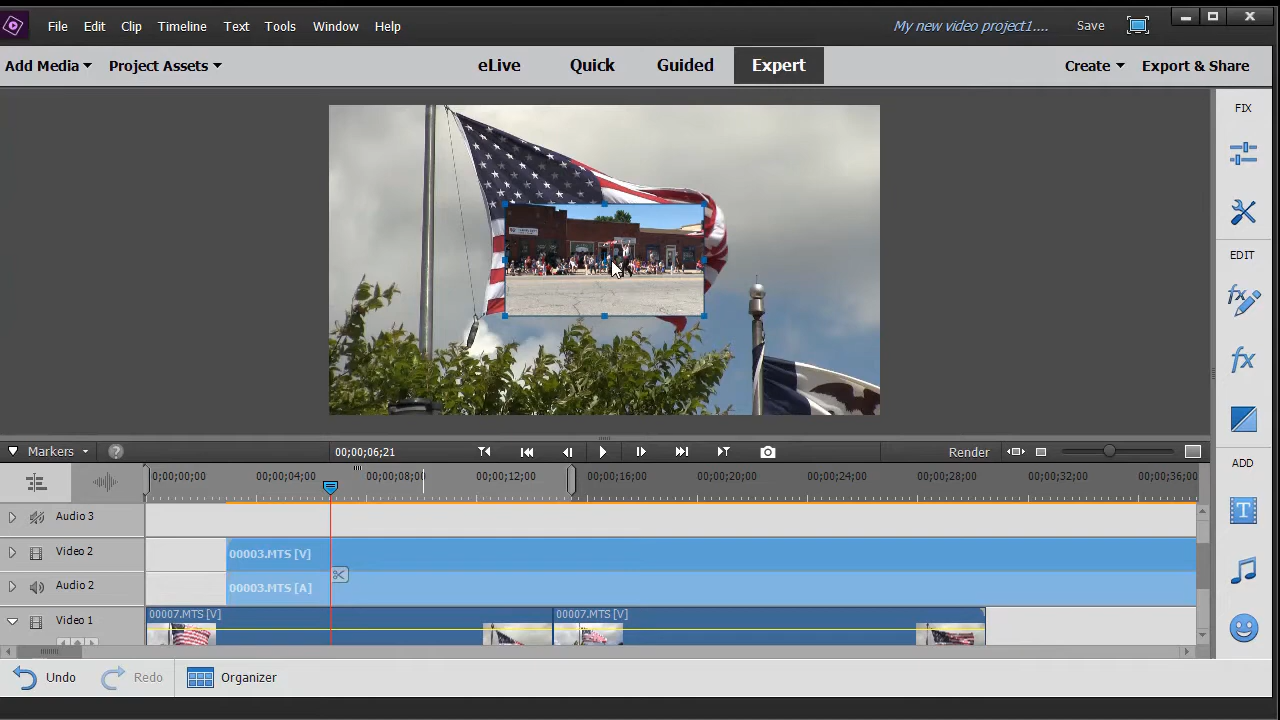 File Edit Clip Timeline Text Tools Window Help My new video project1.... Save
Add Media Project Assets eLive Quick Guided Expert Create Export & Share
FIX
EDIT
ADD
Markers ? 00;00;06;21 Render
;00;00;00 00;00;04;00 00;00;08;00 00;00;12;00 00;00;16;00 00;00;20;00 00;00;24;00 00;00;28;00 00;00;32;00 00;00;36;00
Audio 3
Video 2 00003.MTS [V]
Audio 2 00003.MTS [A]
Video 1 00007.MTS [V] 00007.MTS [V]
Undo Redo Organizer